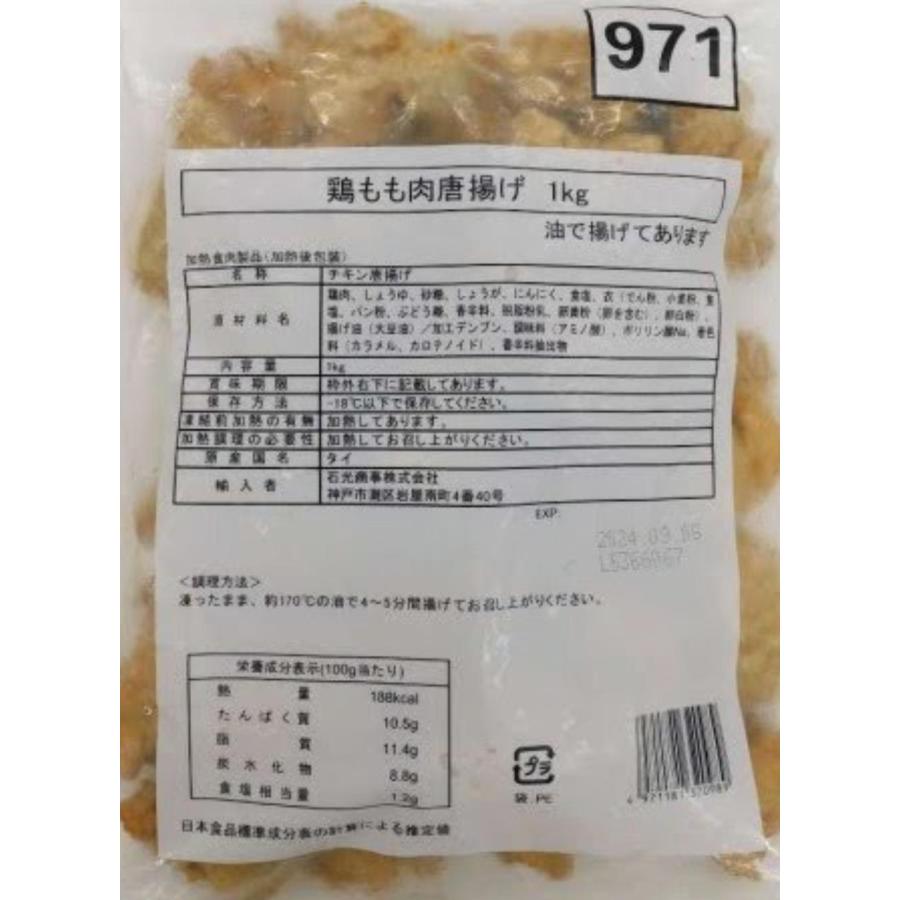 971
鶏もも肉唐揚げ 1kg
油で揚げてあります
加熱食肉製品(加熱後包装)
名称 チキン唐揚げ
原材料名 鶏肉、しょうゆ、砂糖、しょうが、にんにく、食塩、衣(でん粉、小麦粉、食
塩、パン粉、ぶどう糖、香辛料、脱脂粉乳、卵黄粉(卵を含む)、卵白粉)、
揚げ油(大豆油)/加工デンプン、調味料(アミノ酸)、ポリリン酸Na、着色
料(カラメル、カロテノイド)、香辛料抽出物
内容量 1kg
賞味期限 枠外右下に記載してあります。
保存方法 -18℃以下で保存してください。
凍結前加熱の有無 加熱してあります。
加熱調理の必要性 加熱してお召し上がりください。
原産国名 タイ
輸入者 石光商事株式会社
神戸市灘区岩屋南町4番40号
EXP:
2024.09.06
<調理方法>
凍ったまま、約170℃の油で4~5分間揚げてお召し上がりください。
栄養成分表示(100g当たり)
熱量 188kcal
たんぱく質 10.5g
脂質 11.4g
炭水化物 8.8g
食塩相当量 1.2g
日本食品標準成分表の計算による推定値
プラ
袋:PE